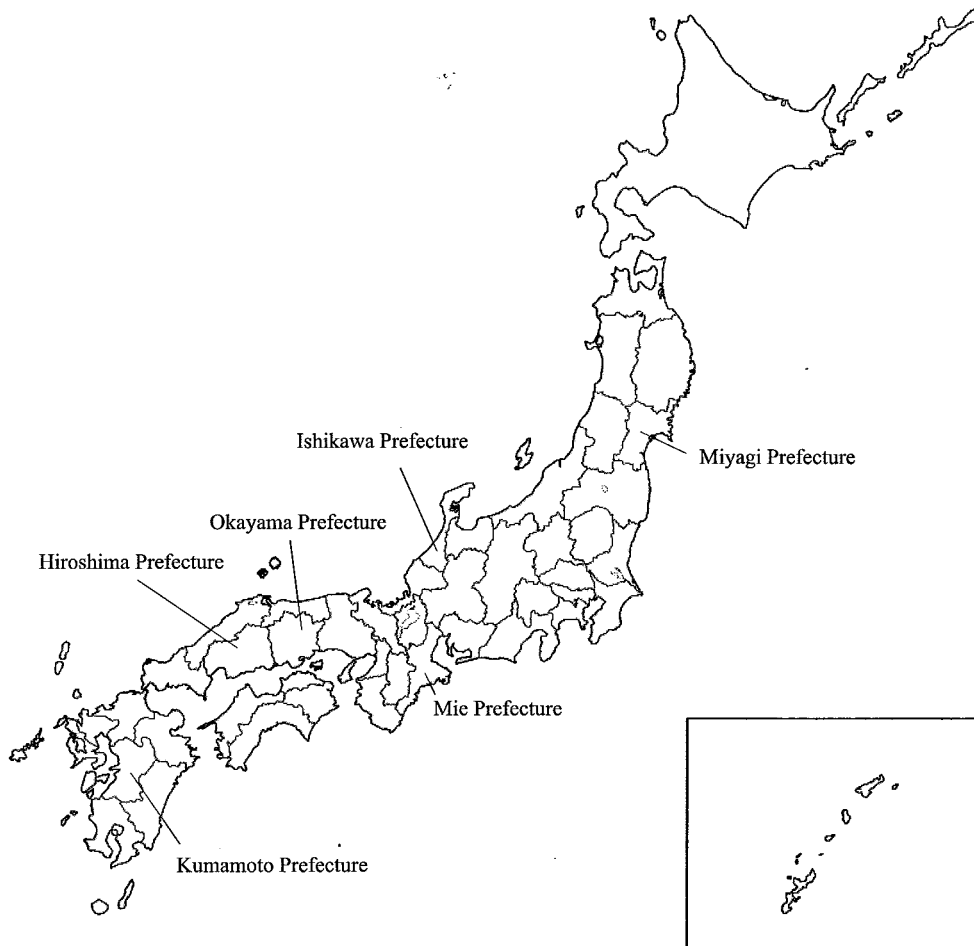 Ishikawa Prefecture
Miyagi Prefecture
Okayama Prefecture
Hiroshima Prefecture
Mie Prefecture
Kumamoto Prefecture